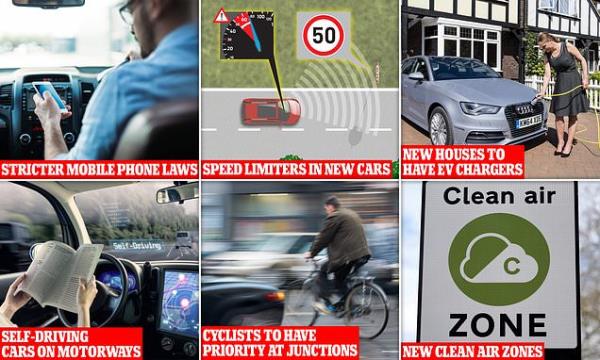 STRICTER MOBILE PHONE LAWS
50
SPEED LIMITERS IN NEW CARS
NEW HOUSES TO
HAVE EV CHARGERS
Self-Driving
SELF-DRIVING
CARS ON MOTORWAYS
CYCLISTS TO HAVE
PRIORITY AT JUNCTIONS
Clean air
C
ZONE
NEW CLEAN AIR ZONES